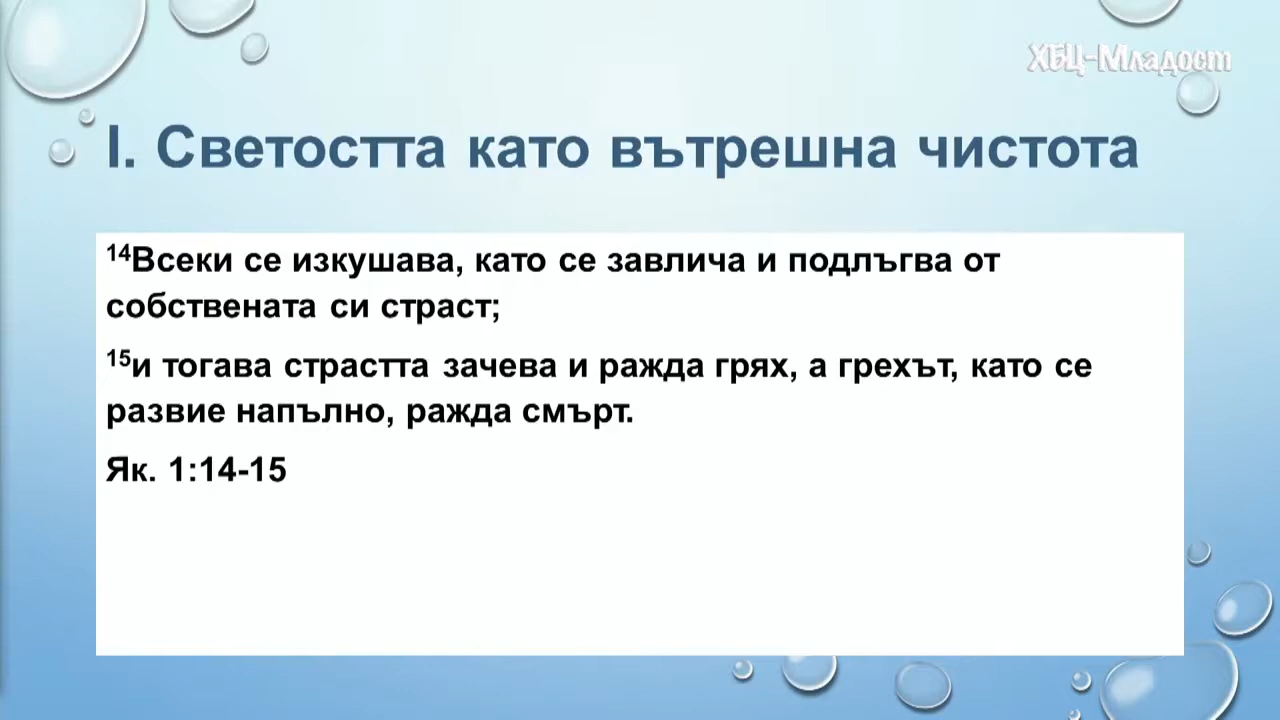 ХБЦ-Младост
I. Светостта като вътрешна чистота
14Всеки се изкушава, като се завлича и подлъгва от
собствената си страст;
15и тогава страстта зачева и ражда грях, а грехът, като се
развие напълно, ражда смърт.
Як. 1:14-15